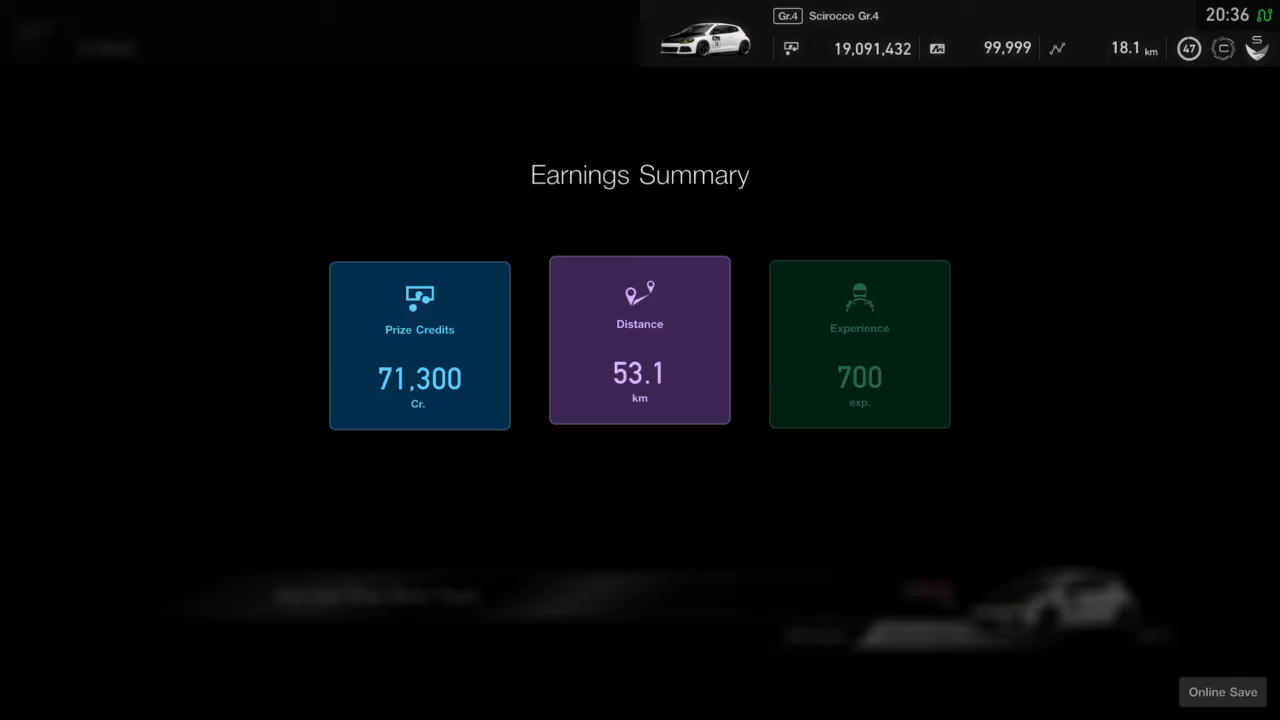 Gr.4 Scirocco Gr.4
20:36
19,091,432 99,999 18.1 km 47 C S
Earnings Summary
Prize Credits
71,300
Cr.
Distance
53.1
km
Experience
700
exp.
Online Save